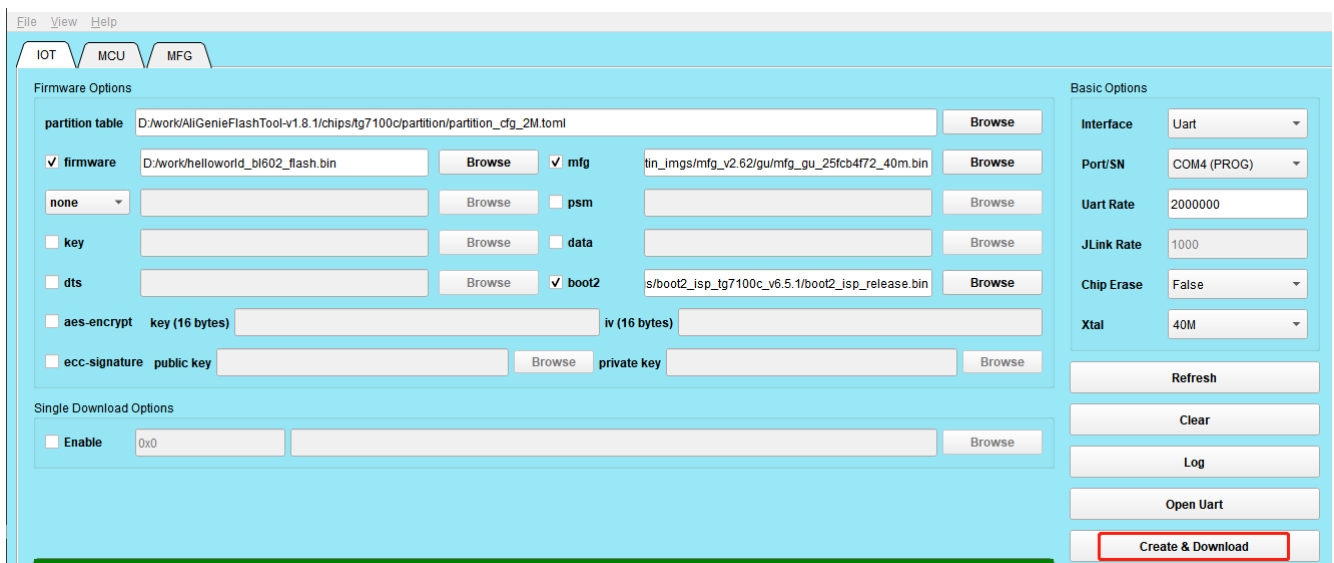 File View Help
IOT MCU MFG
Firmware Options
partition table D:/work/AliGenieFlashTool-v1.8.1/chips/tg7100c/partition/partition_cfg_2M.toml Browse
firmware D:/work/helloworld_bl602_flash.bin Browse mfg tin_imgs/mfg_v2.62/gu/mfg_gu_25fcb4f72_40m.bin Browse
none Browse psm Browse
key Browse data Browse
dts Browse boot2 s/boot2_isp_tg7100c_v6.5.1/boot2_isp_release.bin Browse
aes-encrypt key (16 bytes) iv (16 bytes)
ecc-signature public key Browse private key Browse
Single Download Options
Enable 0x0 Browse
Basic Options
Interface Uart
Port/SN COM4 (PROG)
Uart Rate 2000000
JLink Rate 1000
Chip Erase False
Xtal 40M
Refresh
Clear
Log
Open Uart
Create & Download